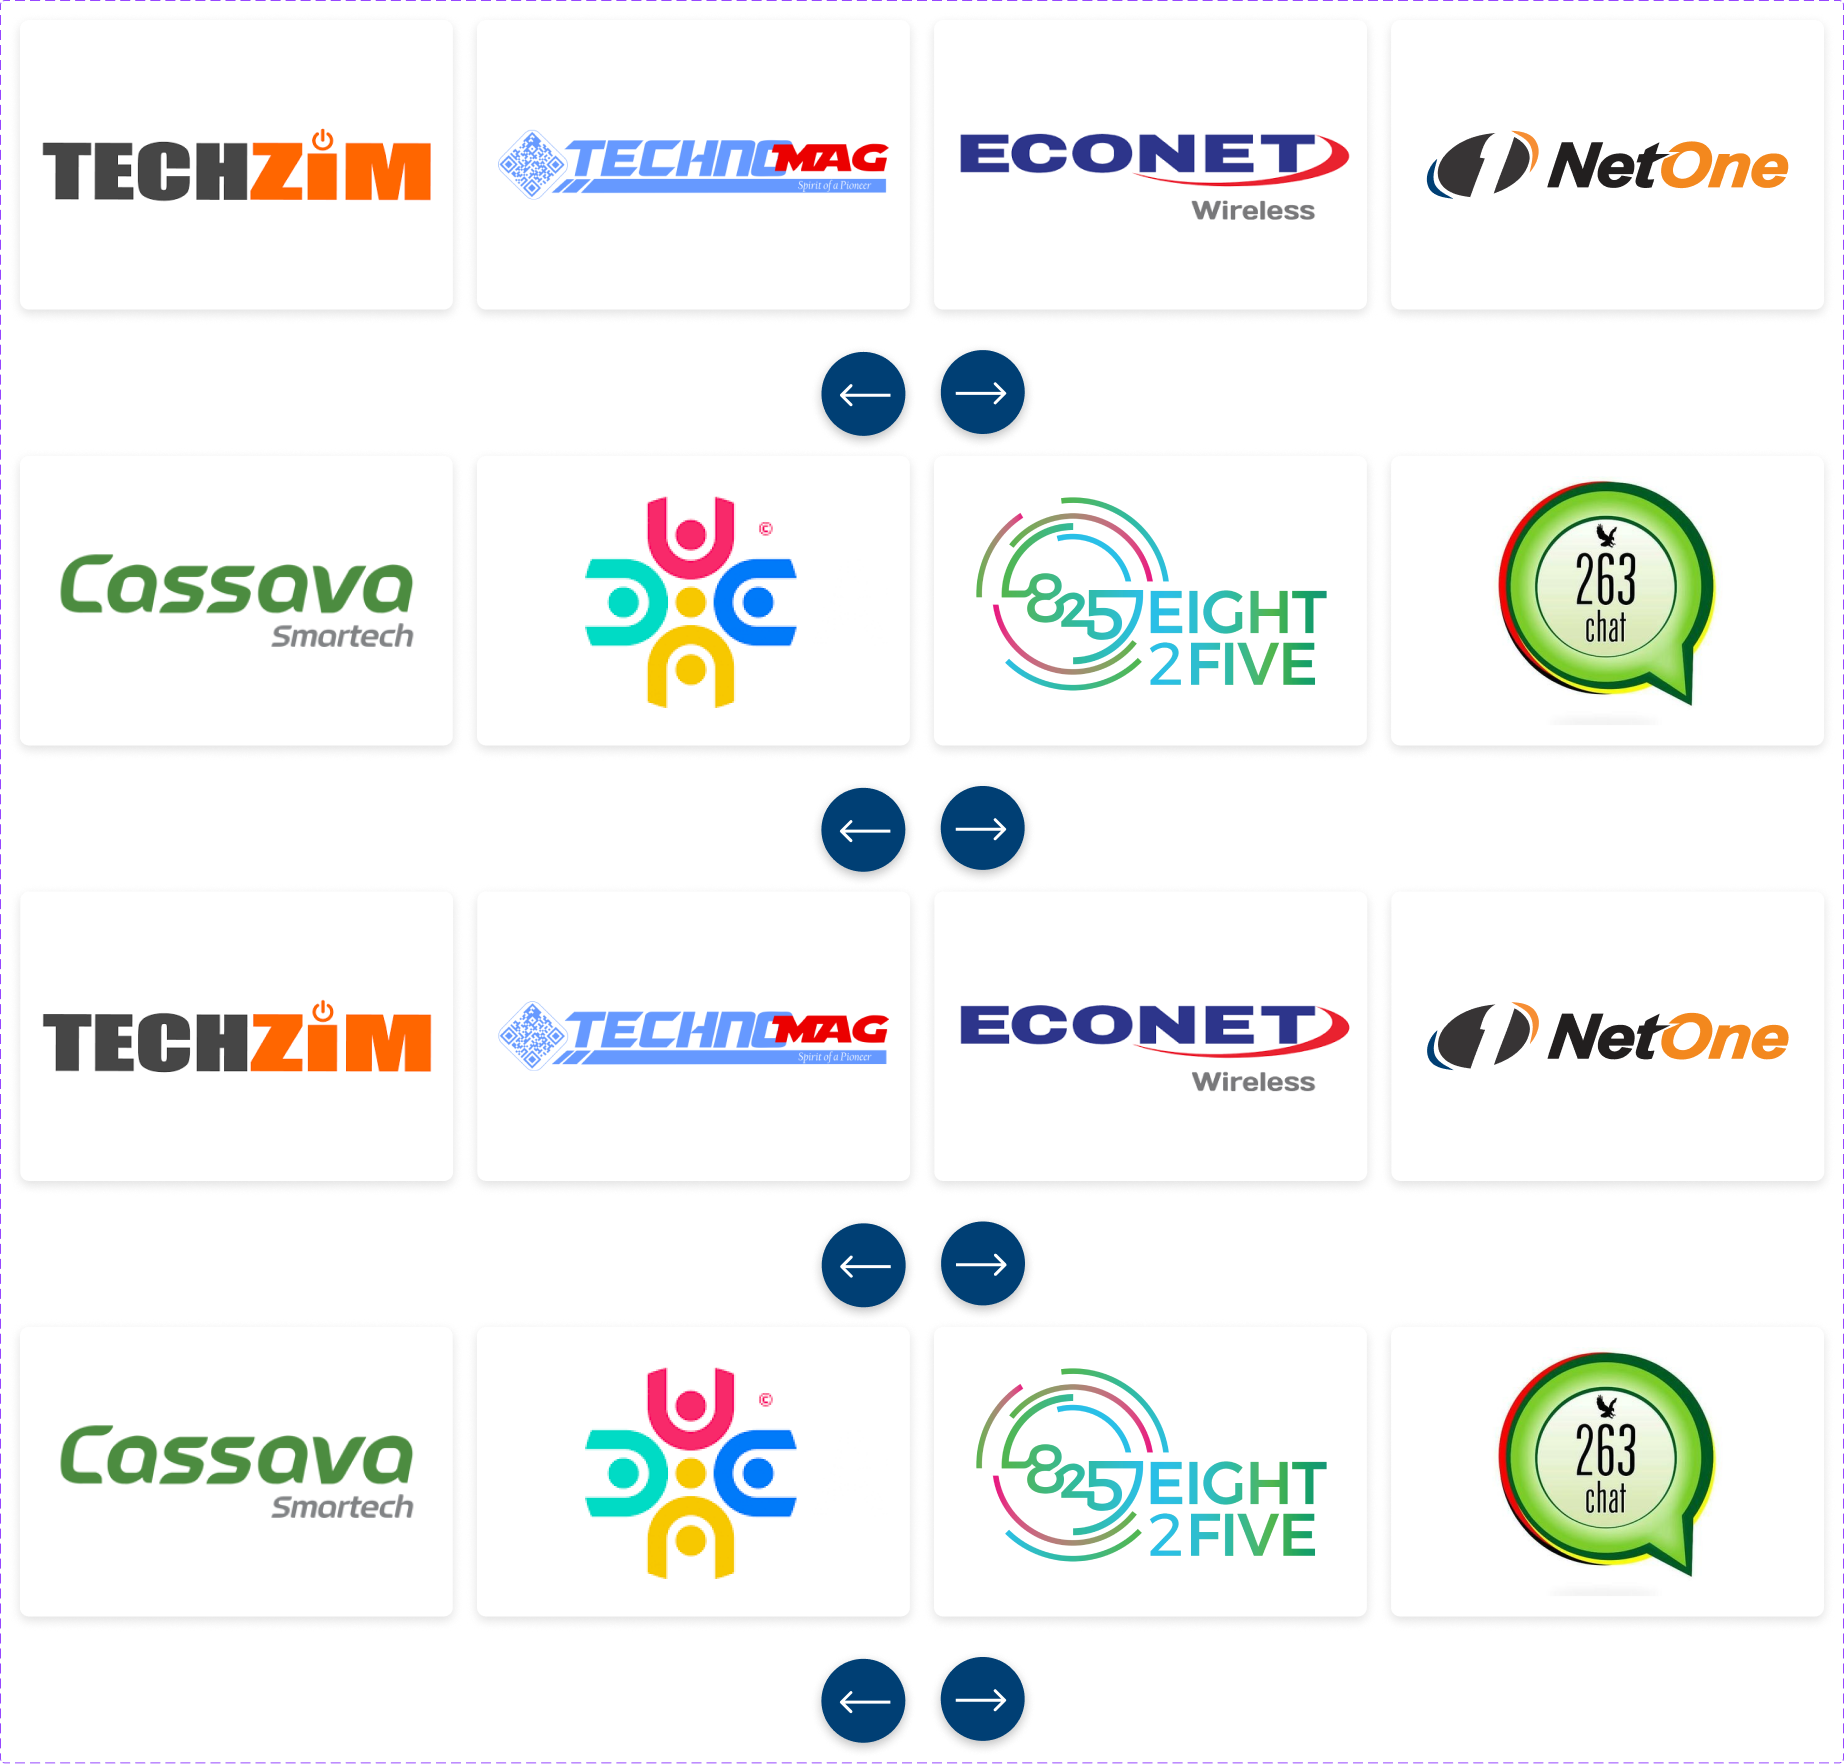 TECHZIM
TECHNOMAG
Spirit of a Pioneer
ECONET
Wireless
NetOne
Cassava
Smartech
©
825 EIGHT
2FIVE
263
chat
TECHZIM
TECHNOMAG
Spirit of a Pioneer
ECONET
Wireless
NetOne
Cassava
Smartech
©
825 EIGHT
2FIVE
263
chat